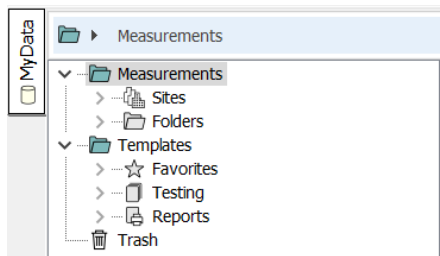 MyData
Measurements
Measurements
Sites
Folders
Templates
Favorites
Testing
Reports
Trash